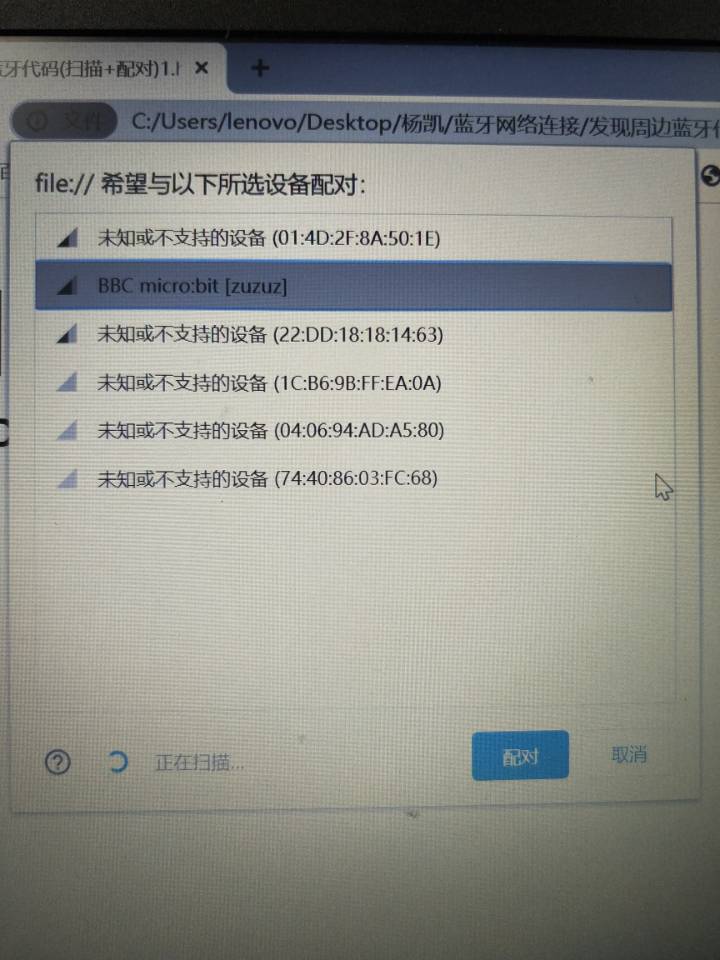 牙代码(扫描+配对)1.h × +
文件 C:/Users/lenovo/Desktop/杨凯/蓝牙网络连接/发现周边蓝牙
file:// 希望与以下所选设备配对：
未知或不支持的设备 (01:4D:2F:8A:50:1E)
BBC micro:bit [zuzuz]
未知或不支持的设备 (22:DD:18:18:14:63)
未知或不支持的设备 (1C:B6:9B:FF:EA:0A)
未知或不支持的设备 (04:06:94:AD:A5:80)
未知或不支持的设备 (74:40:86:03:FC:68)
正在扫描... 配对 取消